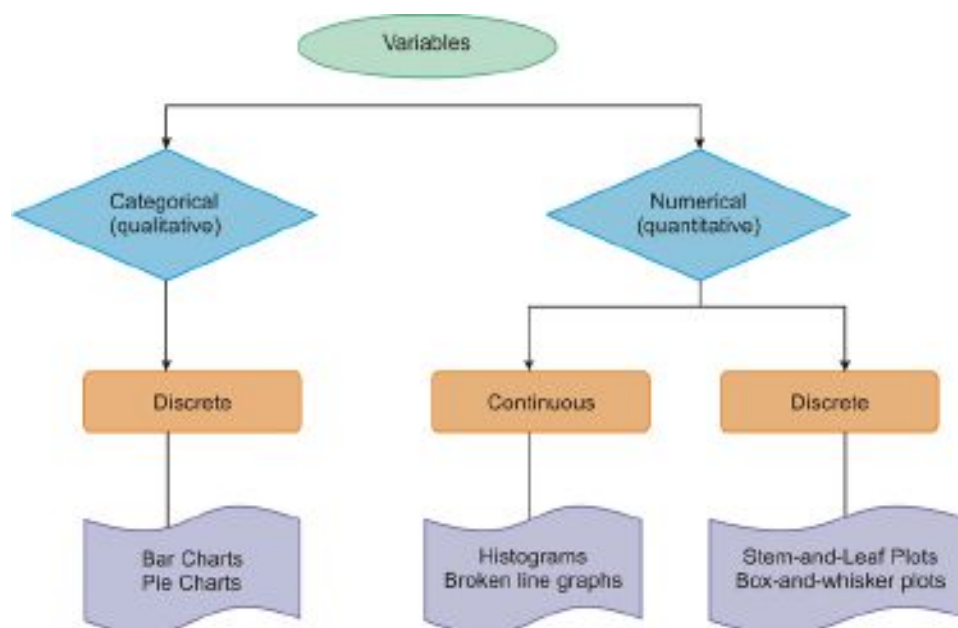 Variables
Categorical
(qualitative)
Numerical
(quantitative)
Discrete
Continuous
Discrete
Bar Charts
Pie Charts
Histograms
Broken line graphs
Stem-and-Leaf Plots
Box-and-whisker plots